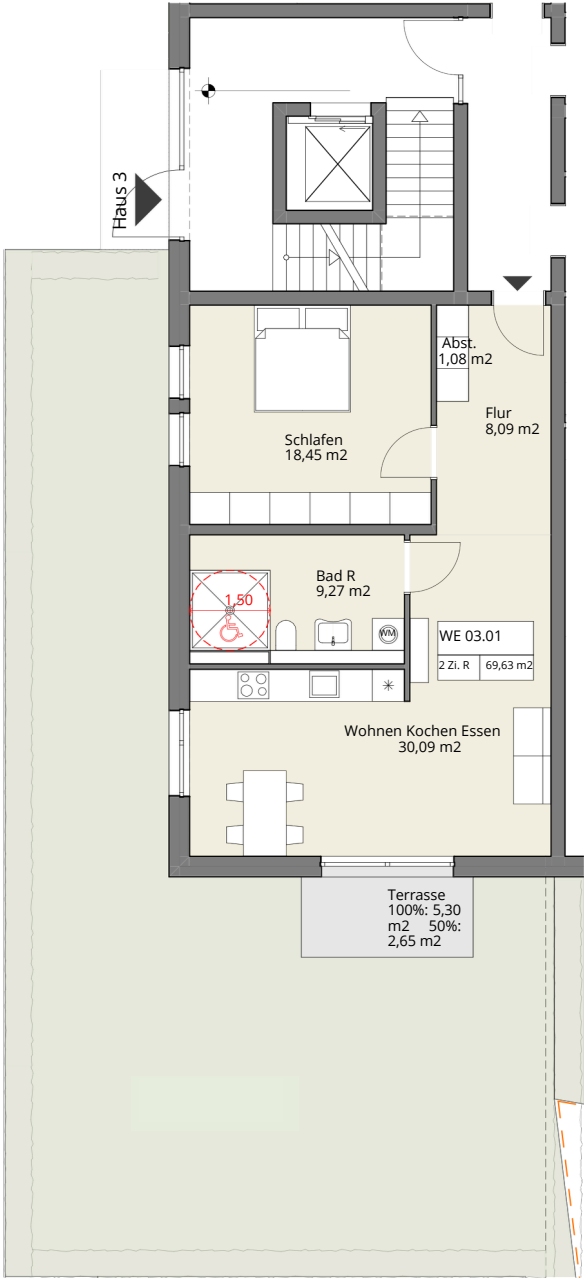 Haus 3
Abst.
1,08 m2
Flur
8,09 m2
Schlafen
18,45 m2
Bad R
9,27 m2
1,50
WM
WE 03.01
2 Zi. R 69,63 m2
Wohnen Kochen Essen
30,09 m2
Terrasse
100%: 5,30
m2 50%:
2,65 m2